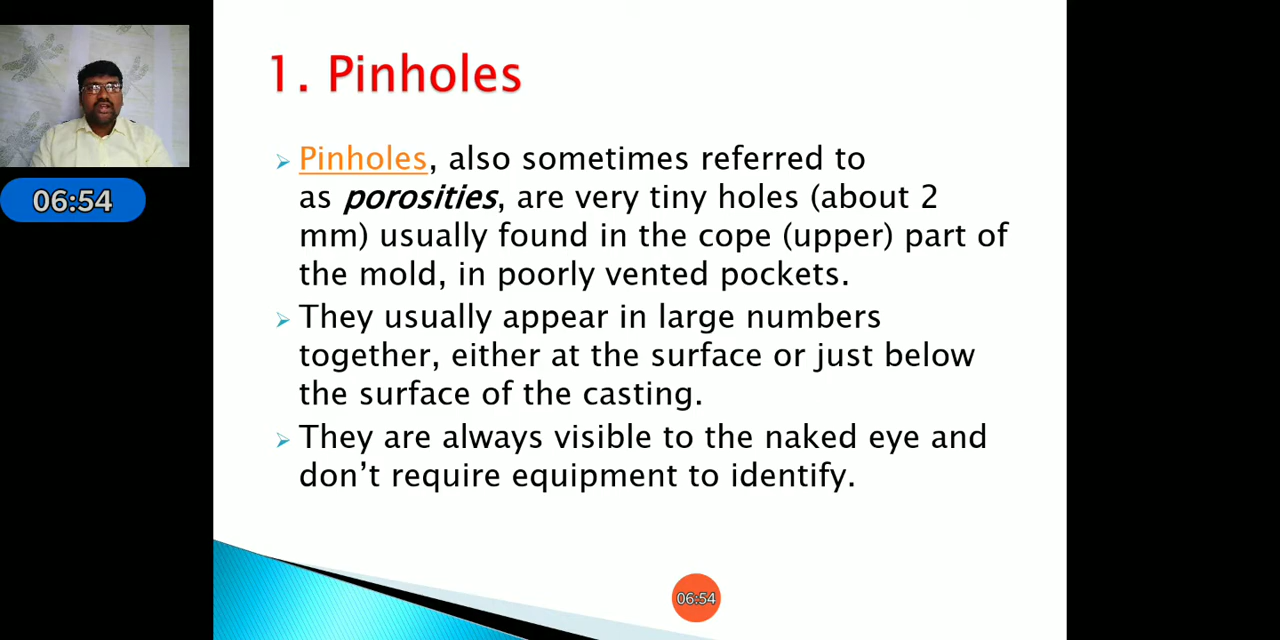 1. Pinholes
06:54
Pinholes, also sometimes referred to
as porosities, are very tiny holes (about 2
mm) usually found in the cope (upper) part of
the mold, in poorly vented pockets.
They usually appear in large numbers
together, either at the surface or just below
the surface of the casting.
They are always visible to the naked eye and
don’t require equipment to identify.
06:54